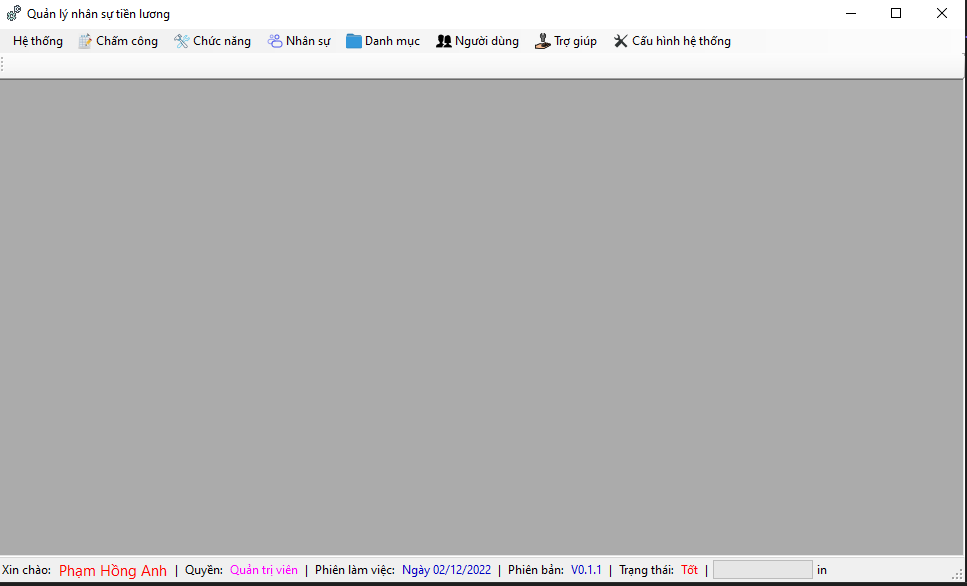 Quản lý nhân sự tiền lương
Hệ thống Chấm công Chức năng Nhân sự Danh mục Người dùng Trợ giúp Cấu hình hệ thống
Xin chào: Phạm Hồng Anh | Quyền: Quản trị viên | Phiên làm việc: Ngày 02/12/2022 | Phiên bản: V0.1.1 | Trạng thái: Tốt | in